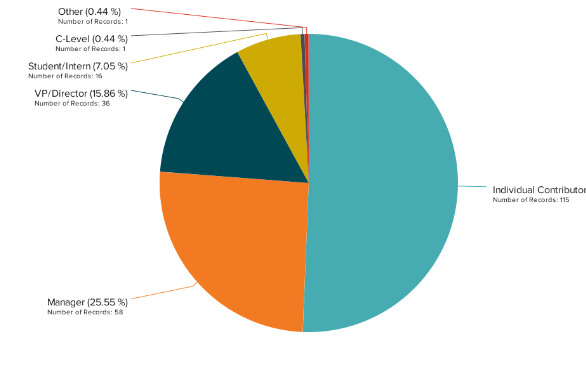 Other (0.44 %)
Number of Records: 1
C-Level (0.44 %)
Number of Records: 1
Student/Intern (7.05 %)
Number of Records: 16
VP/Director (15.86 %)
Number of Records: 36
Individual Contributor
Number of Records: 115
Manager (25.55 %)
Number of Records: 58